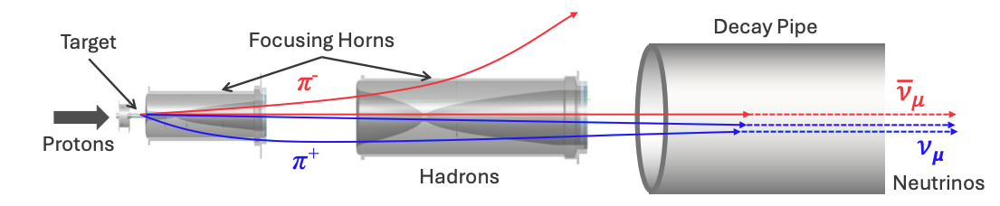 Decay Pipe
Target
Focusing Horns
π-
ν̄μ
Protons
π+
νμ
Hadrons
Neutrinos